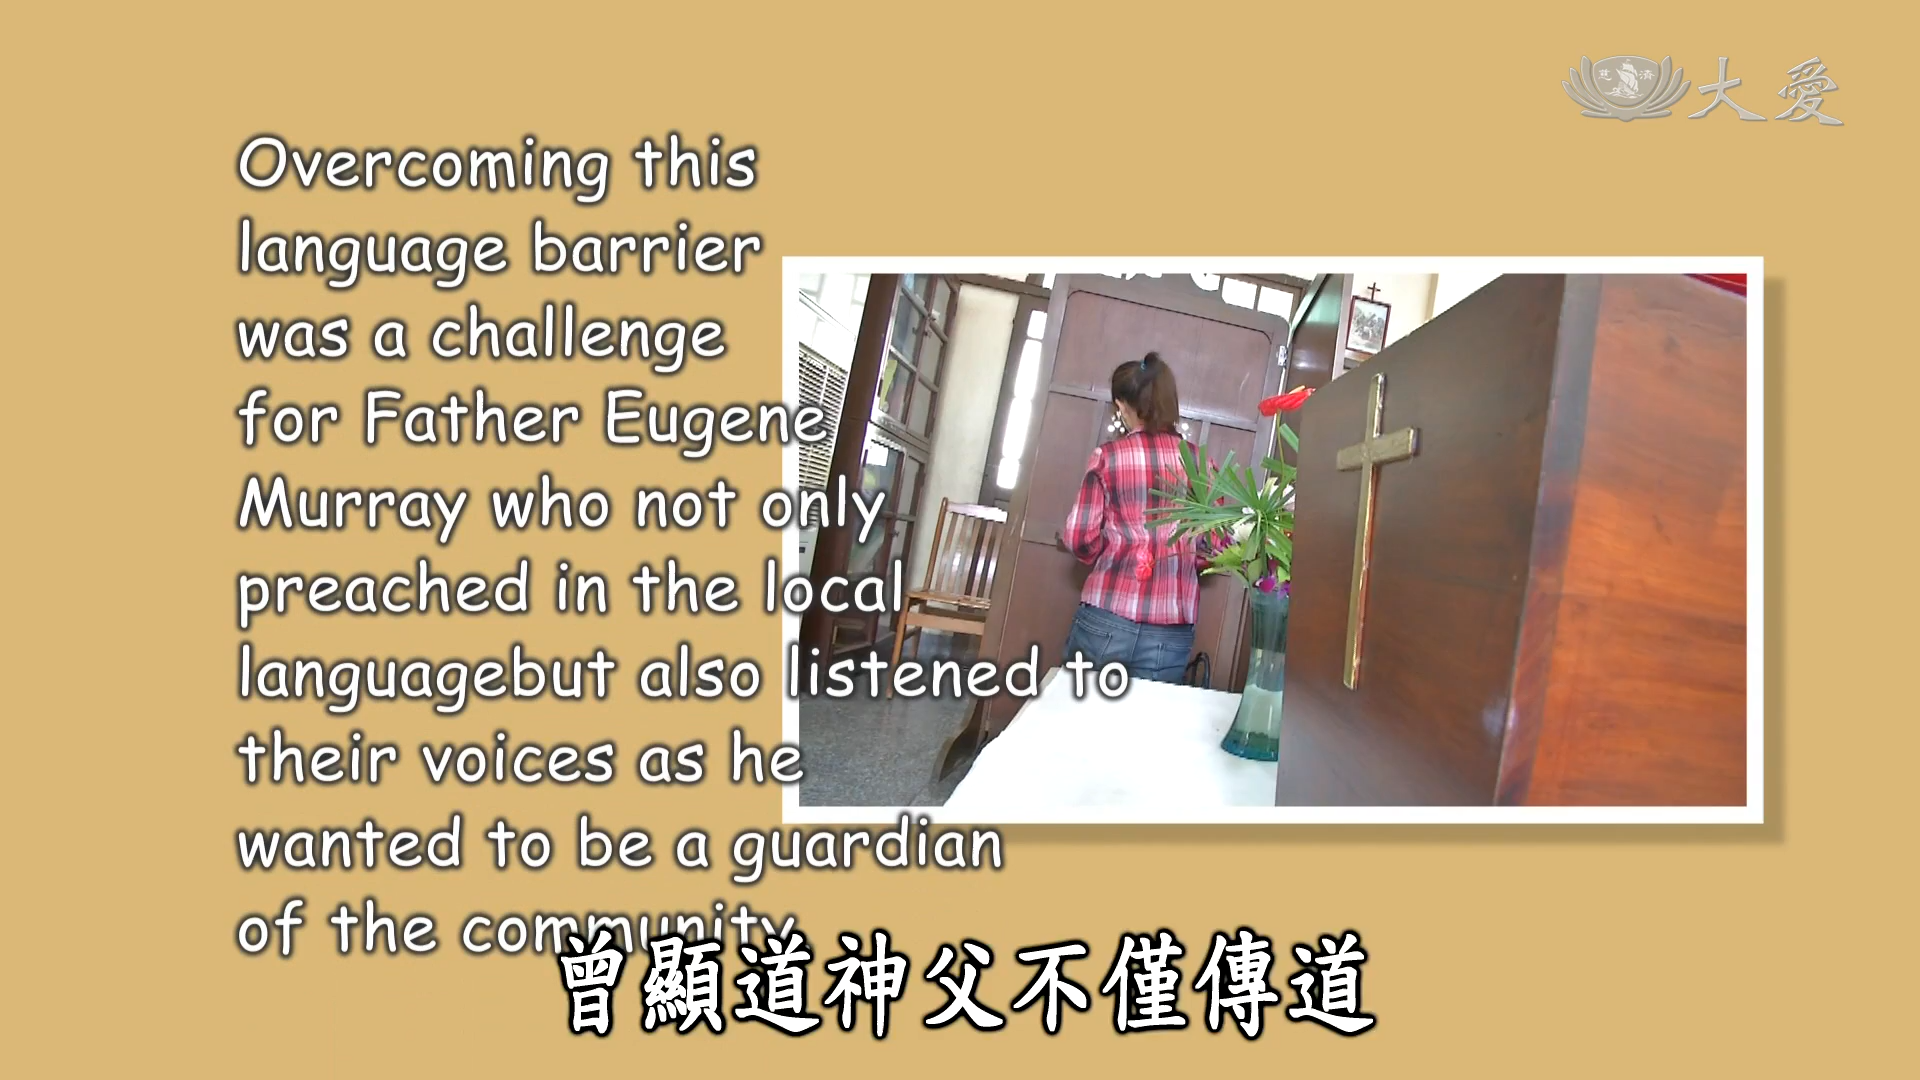 慈濟
大愛
Overcoming this
language barrier
was a challenge
for Father Eugene
Murray who not only
preached in the local
languagebut also listened to
their voices as he
wanted to be a guardian
of the community.
曾顯道神父不僅傳道